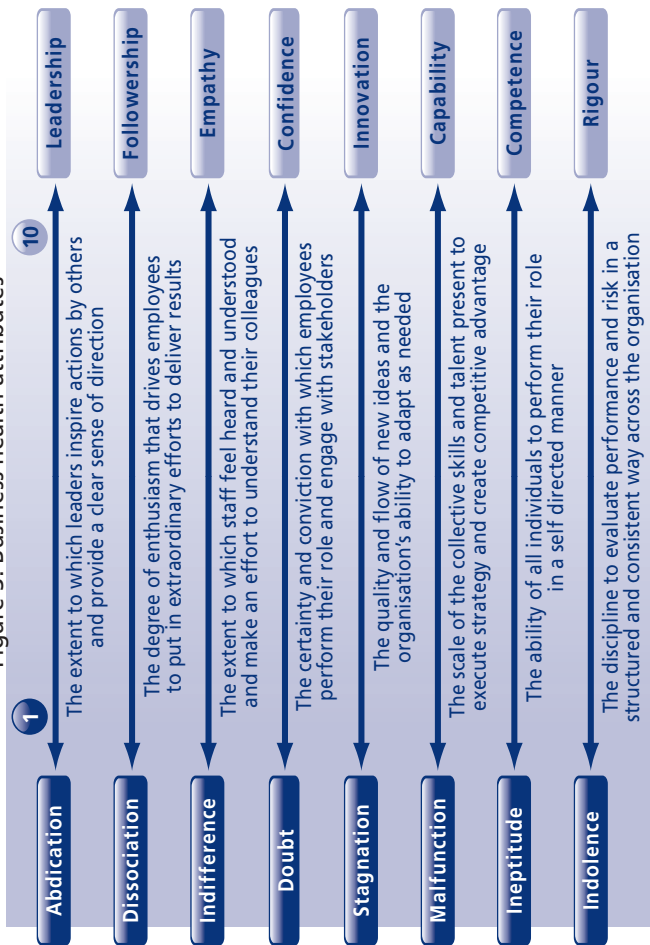 Figure Business health attributes
1
10
Abdication
Leadership
The extent to which leaders inspire actions by others
and provide a clear sense of direction
Dissociation
Followership
The degree of enthusiasm that drives employees
to put in extraordinary efforts to deliver results
Indifference
Empathy
The extent to which staff feel heard and understood
and make an effort to understand their colleagues
Doubt
Confidence
The certainty and conviction with which employees
perform their role and engage with stakeholders
Stagnation
Innovation
The quality and flow of new ideas and the
organisation's ability to adapt as needed
Malfunction
Capability
The scale of the collective skills and talent present to
execute strategy and create competitive advantage
Ineptitude
Competence
The ability of all individuals to perform their role
in a self directed manner
Indolence
Rigour
The discipline to evaluate performance and risk in a
structured and consistent way across the organisation